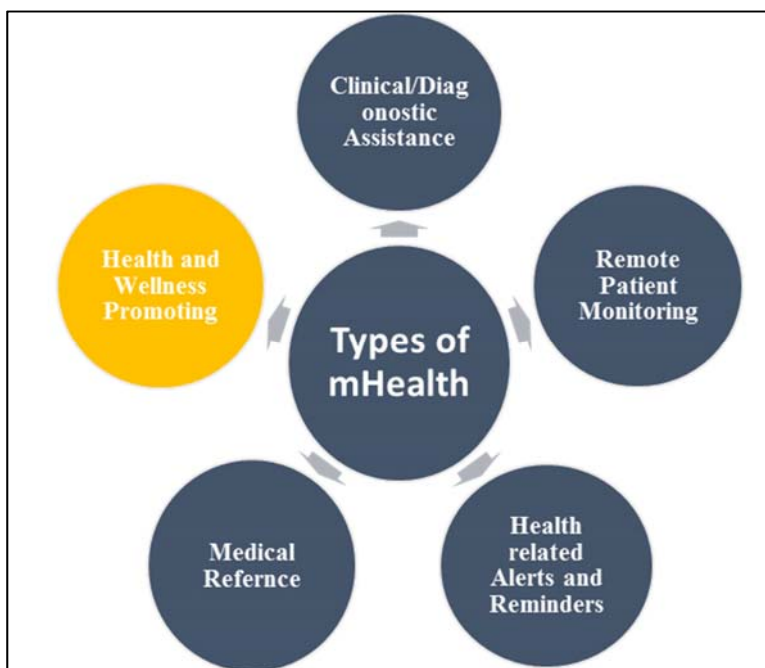 Clinical/Diag
onostic
Assistance
Health and
Wellness
Promoting
Remote
Patient
Monitoring
Types of
mHealth
Medical
Refernce
Health
related
Alerts and
Reminders